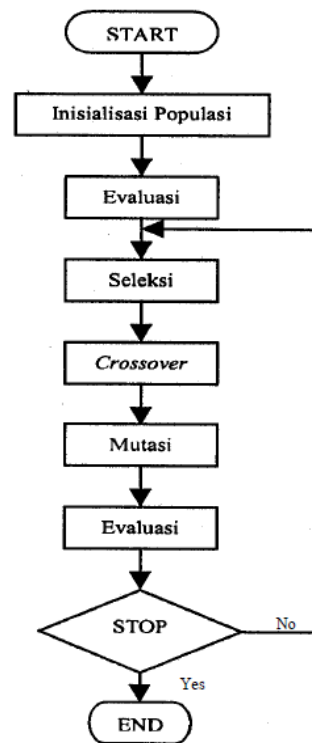 START
Inisialisasi Populasi
Evaluasi
Seleksi
Crossover
Mutasi
Evaluasi
STOP
No
Yes
END